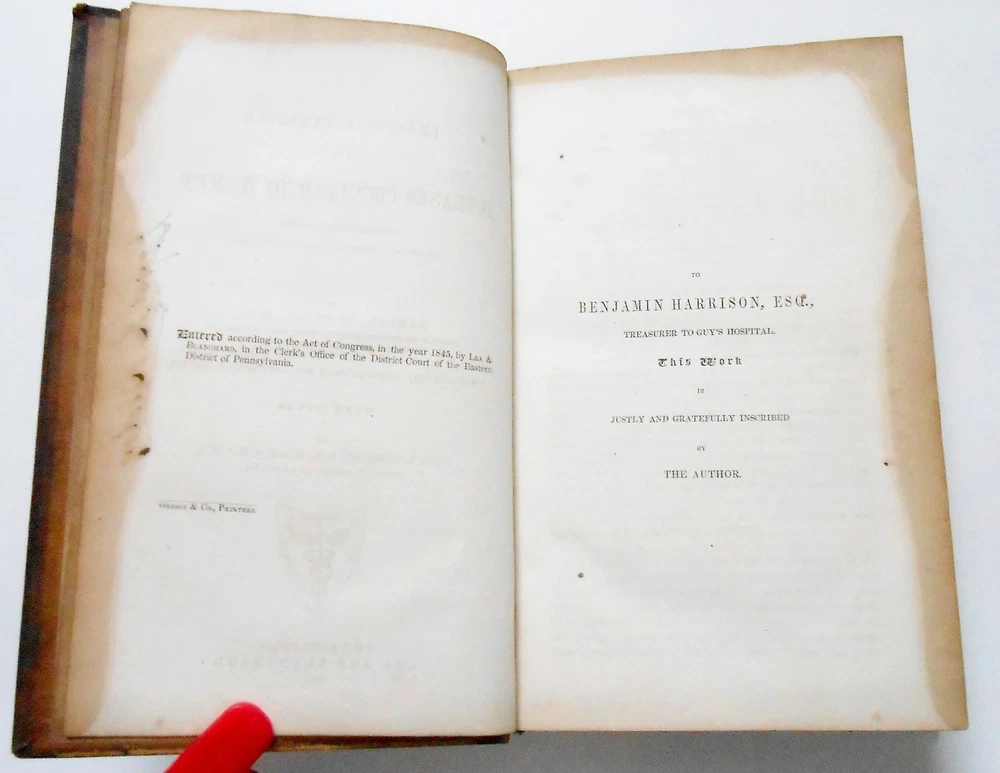 Entered according to the Act of Congress, in the year 1845, by Lea &
Blanchard, in the Clerk's Office of the District Court of the Eastern
District of Pennsylvania.
& Co., Printers.
TO
BENJAMIN HARRISON, ESQ.,
TREASURER TO GUY'S HOSPITAL,
This Work
IS
JUSTLY AND GRATEFULLY INSCRIBED
BY
THE AUTHOR.